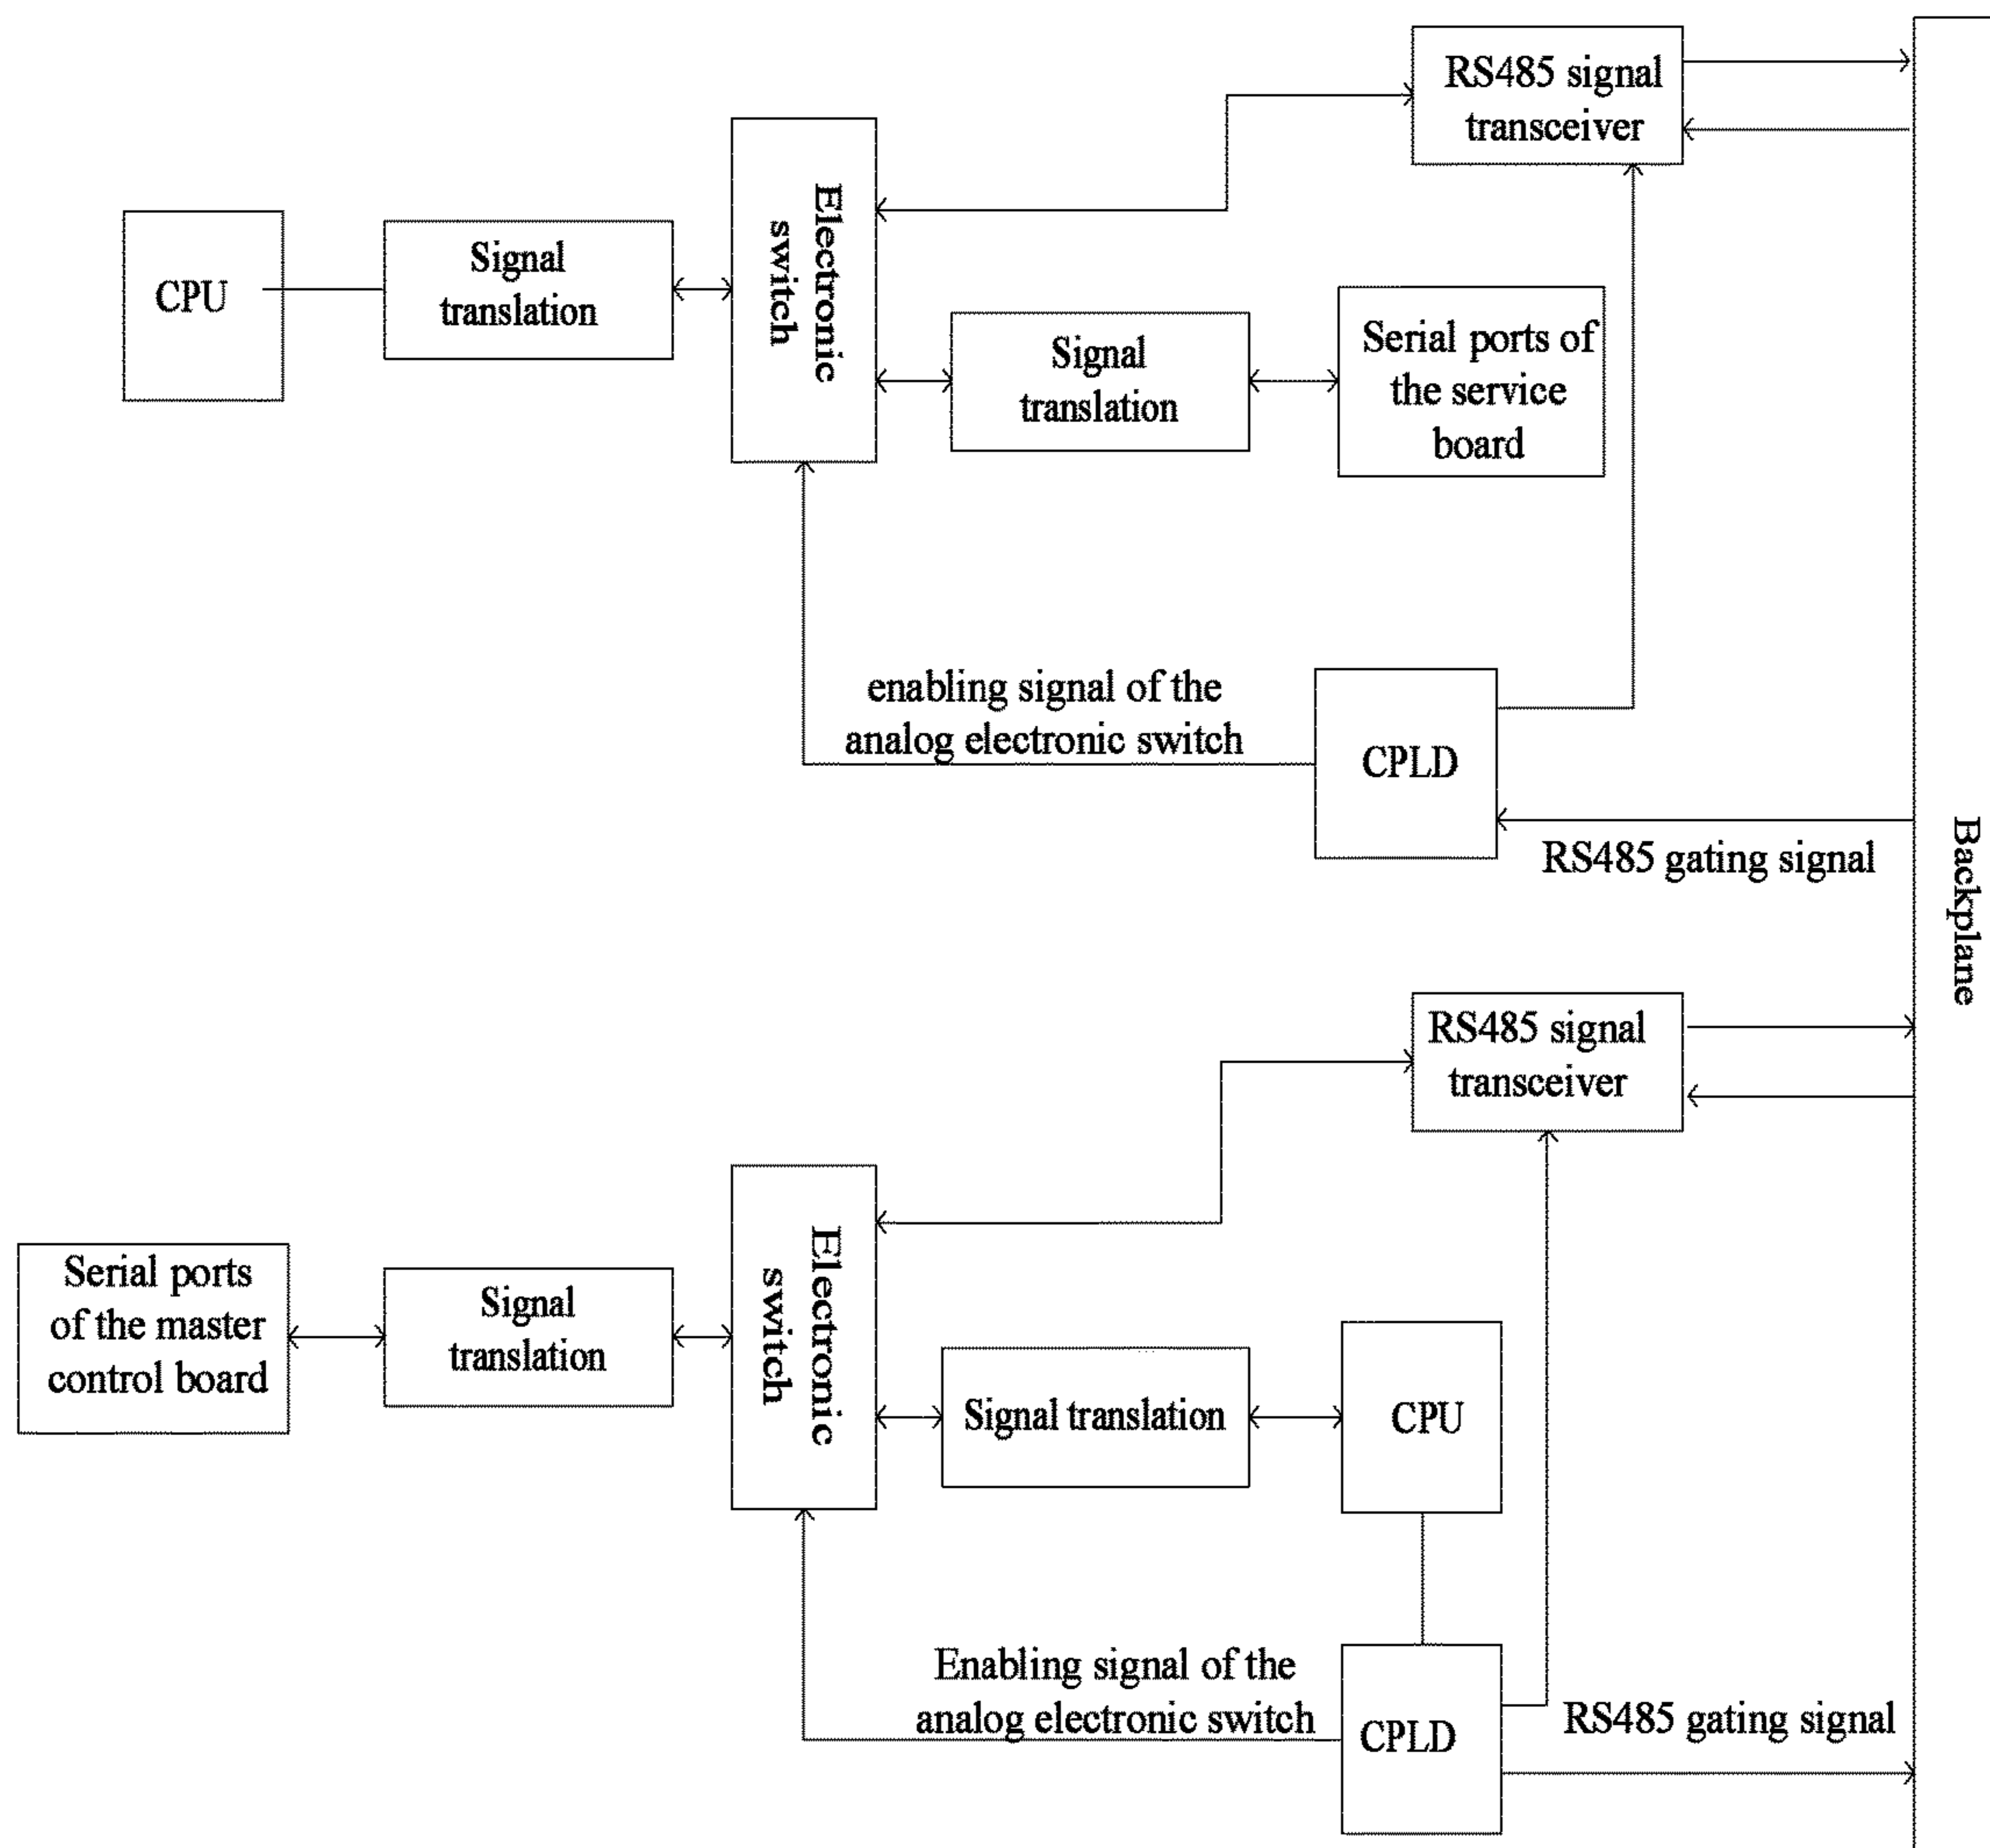 RS485 signal
transceiver
Electronic
switch
CPU
Signal
translation
Signal
translation
Serial ports of
the service
board
enabling signal of the
analog electronic switch
CPLD
RS485 gating signal
Backplane
RS485 signal
transceiver
Electronic
switch
Serial ports
of the master
control board
Signal
translation
Signal translation
CPU
Enabling signal of the
analog electronic switch
CPLD
RS485 gating signal